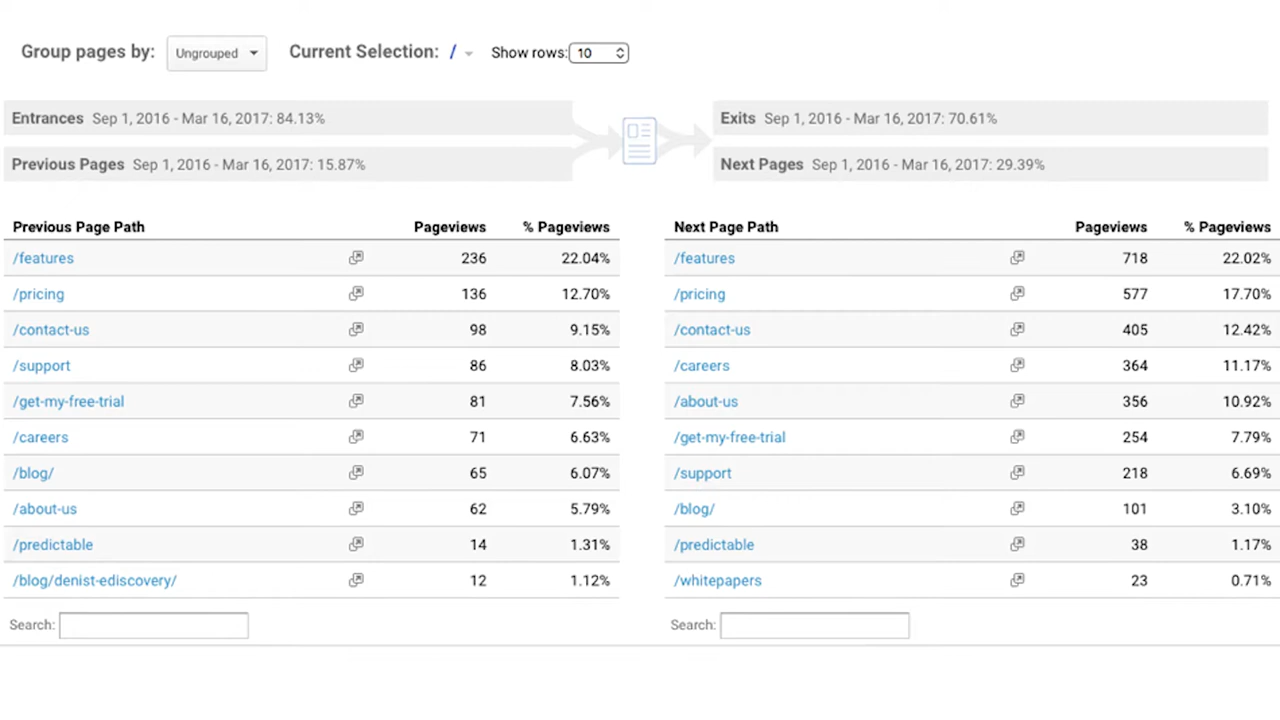 Group pages by: Ungrouped Current Selection: / Show rows: 10
Entrances Sep 1, 2016 - Mar 16, 2017: 84.13%
Previous Pages Sep 1, 2016 - Mar 16, 2017: 15.87%
Exits Sep 1, 2016 - Mar 16, 2017: 70.61%
Next Pages Sep 1, 2016 - Mar 16, 2017: 29.39%
Previous Page Path Pageviews % Pageviews
/features 236 22.04%
/pricing 136 12.70%
/contact-us 98 9.15%
/support 86 8.03%
/get-my-free-trial 81 7.56%
/careers 71 6.63%
/blog/ 65 6.07%
/about-us 62 5.79%
/predictable 14 1.31%
/blog/denist-ediscovery/ 12 1.12%
Search:
Next Page Path Pageviews % Pageviews
/features 718 22.02%
/pricing 577 17.70%
/contact-us 405 12.42%
/careers 364 11.17%
/about-us 356 10.92%
/get-my-free-trial 254 7.79%
/support 218 6.69%
/blog/ 101 3.10%
/predictable 38 1.17%
/whitepapers 23 0.71%
Search: